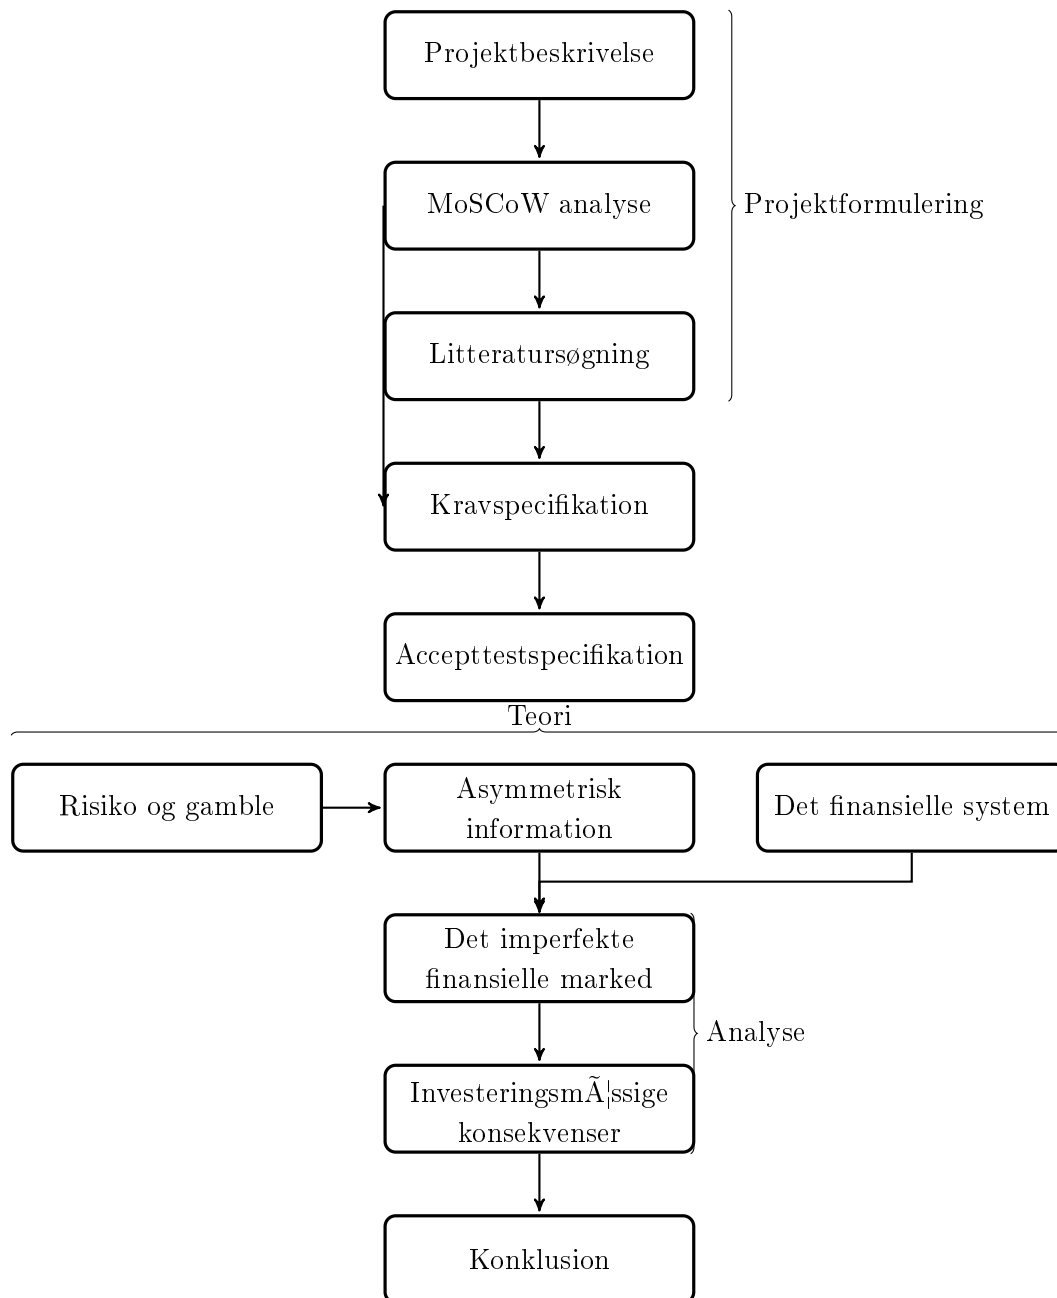 Projektbeskrivelse
MoSCoW analyse
Projektformulering
Litteratursøgning
Kravspecifikation
Accepttestspecifikation
Teori
Risiko og gamble
Asymmetrisk
information
Det finansielle system
Det imperfekte
finansielle marked
Analyse
InvesteringsmÃ¦ssige
konsekvenser
Konklusion